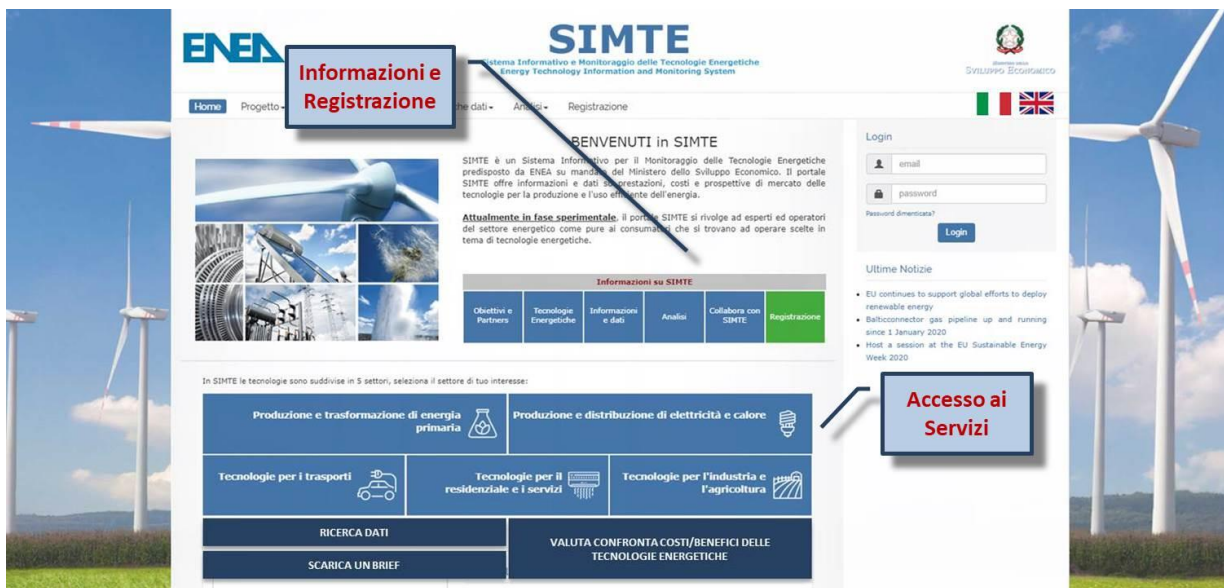 ENEA
SIMTE
Sistema Informativo e Monitoraggio delle Tecnologie Energetiche
Energy Technology Information and Monitoring System
Sviluppo Economico
Informazioni e
Registrazione
Home Progetto he dati Analisi Registrazione
BENVENUTI in SIMTE
SIMTE è un Sistema Informativo per il Monitoraggio delle Tecnologie Energetiche
predisposto da ENEA su mandato del Ministero dello Sviluppo Economico. Il portale
SIMTE offre informazioni e dati su prestazioni, costi e prospettive di mercato delle
tecnologie per la produzione e l'uso efficiente dell'energia.
Attualmente in fase sperimentale, il portale SIMTE si rivolge ad esperti ed operatori
del settore energetico come pure ai consumatori che si trovano ad operare scelte in
tema di tecnologie energetiche.
Informazioni su SIMTE
Obiettivi e
Partners
Tecnologie
Energetiche
Informazioni
e dati
Analisi
Collabora con
SIMTE
Registrazione
Login
email
password
Password dimenticata?
Login
Ultime Notizie
EU continues to support global efforts to deploy
renewable energy
Balticconnector gas pipeline up and running
since 1 January 2020
Host a session at the EU Sustainable Energy
Week 2020
Accesso ai
Servizi
In SIMTE le tecnologie sono suddivise in 5 settori, seleziona il settore di tuo interesse:
Produzione e trasformazione di energia
primaria
Produzione e distribuzione di elettricità e calore
Tecnologie per i trasporti
Tecnologie per il
residenziale e i servizi
Tecnologie per l'industria e
l'agricoltura
RICERCA DATI
SCARICA UN BRIEF
VALUTA CONFRONTA COSTI/BENEFICI DELLE
TECNOLOGIE ENERGETICHE